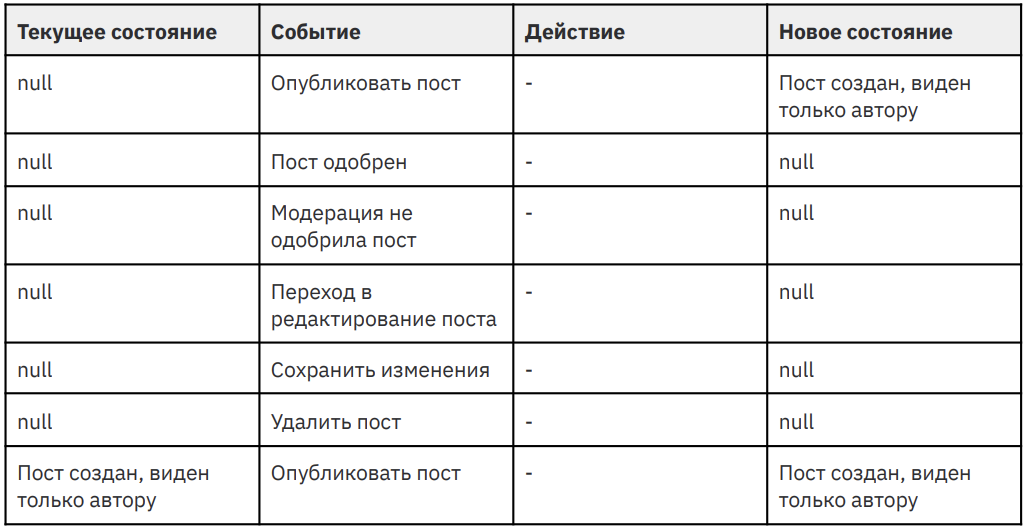 Текущее состояние Событие Действие Новое состояние
null Опубликовать пост - Пост создан, виден
только автору
null Пост одобрен - null
null Модерация не - null
одобрила пост
null Переход в - null
редактирование поста
null Сохранить изменения - null
null Удалить пост - null
Пост создан, виден Опубликовать пост - Пост создан, виден
только автору только автору